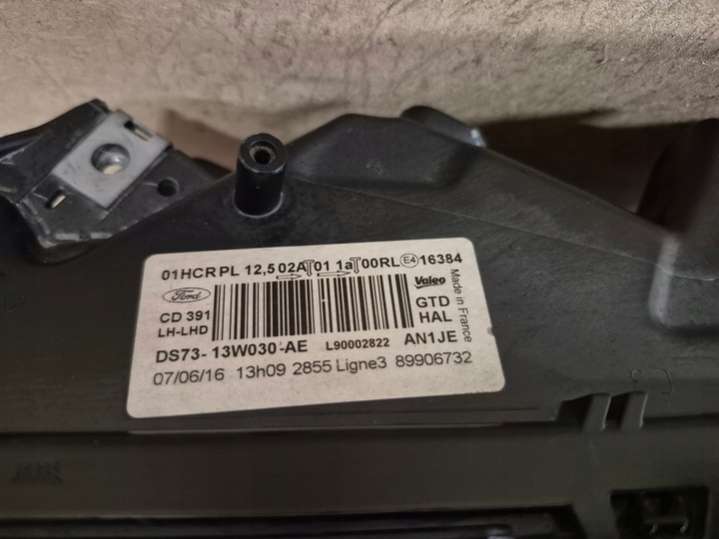 01HCR PL 12,5 02A 01 1a 00RL E4 16384
Ford
Valeo
Made in France
CD 391
GTD
LH-LHD
HAL
DS73- 13W030-AE L90002822 AN1JE
07/06/16 13h09 2855 Ligne3 89906732